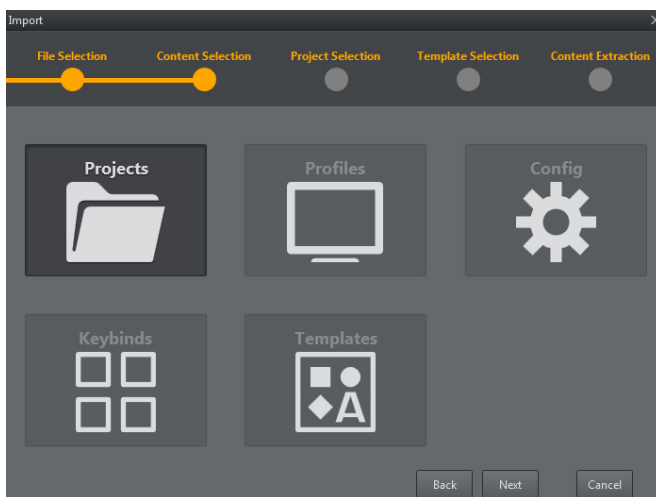 Import
File Selection Content Selection Project Selection Template Selection Content Extraction
Projects Profiles Config
Keybinds Templates
Back Next Cancel